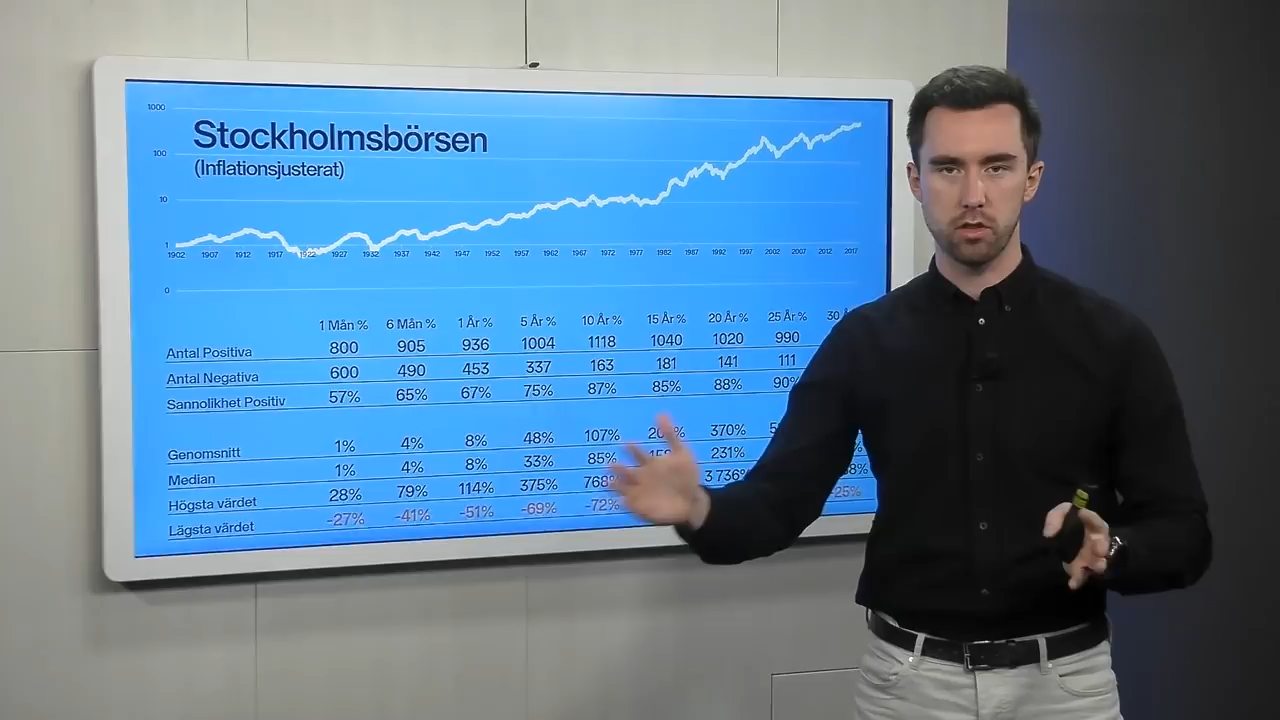 1000
Stockholmsbörsen
100
(Inflationsjusterat)
10
1
1902 1907 1912 1917 1922 1927 1932 1937 1942 1947 1952 1957 1962 1967 1972 1977 1982 1987 1992 1997 2002 2007 2012 2017
0
1 Mån % 6 Mån % 1 År % 5 År % 10 År % 15 År % 20 År % 25 År % 30
Antal Positiva 800 905 936 1004 1118 1040 1020 990
Antal Negativa 600 490 453 337 163 181 141 111
Sannolikhet Positiv 57% 65% 67% 75% 87% 85% 88% 90%
Genomsnitt 1% 4% 8% 48% 107% 370%
Median 1% 4% 8% 33% 85% 231%
Högsta värdet 28% 79% 114% 375% 768% 3 736%
Lägsta värdet -27% -41% -51% -69% -72% -25%